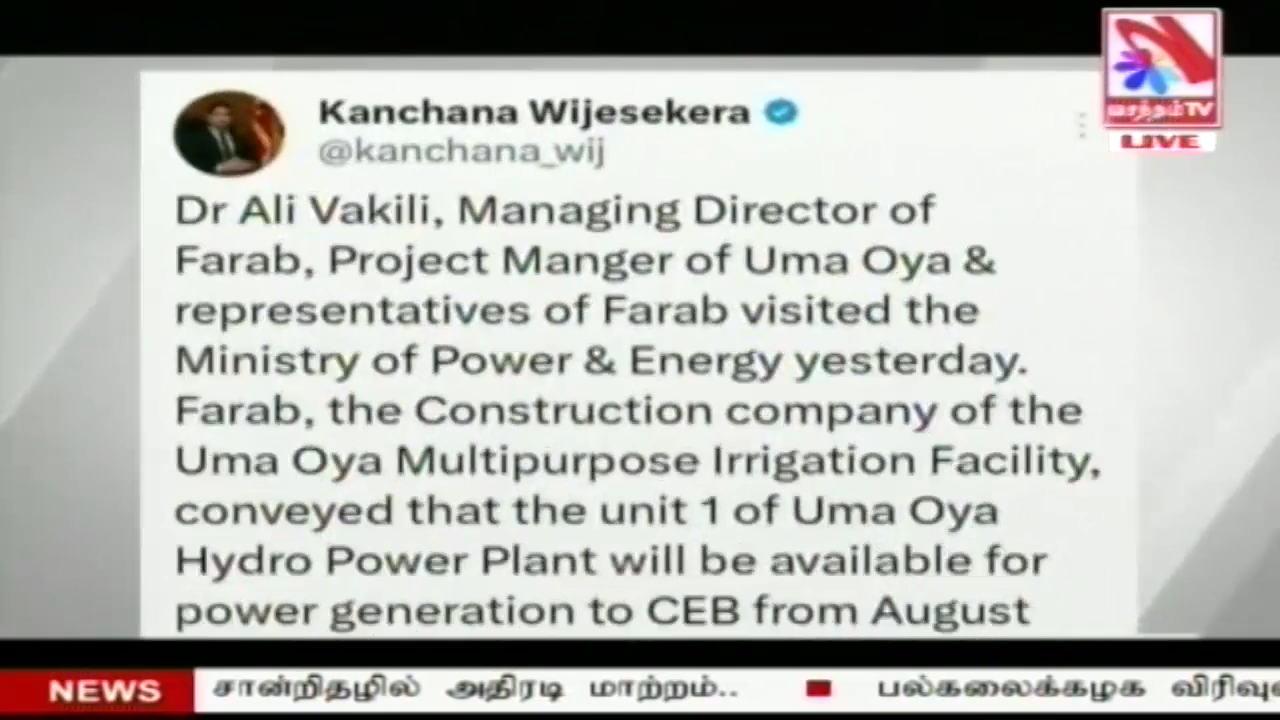 Kanchana Wijesekera
@kanchana_wij
Dr Ali Vakili, Managing Director of
Farab, Project Manger of Uma Oya &
representatives of Farab visited the
Ministry of Power & Energy yesterday.
Farab, the Construction company of the
Uma Oya Multipurpose Irrigation Facility,
conveyed that the unit 1 of Uma Oya
Hydro Power Plant will be available for
power generation to CEB from August
வசந்தம்TV
LIVE
NEWS சான்றிதழில் அதிரடி மாற்றம்.. பல்கலைக்கழக